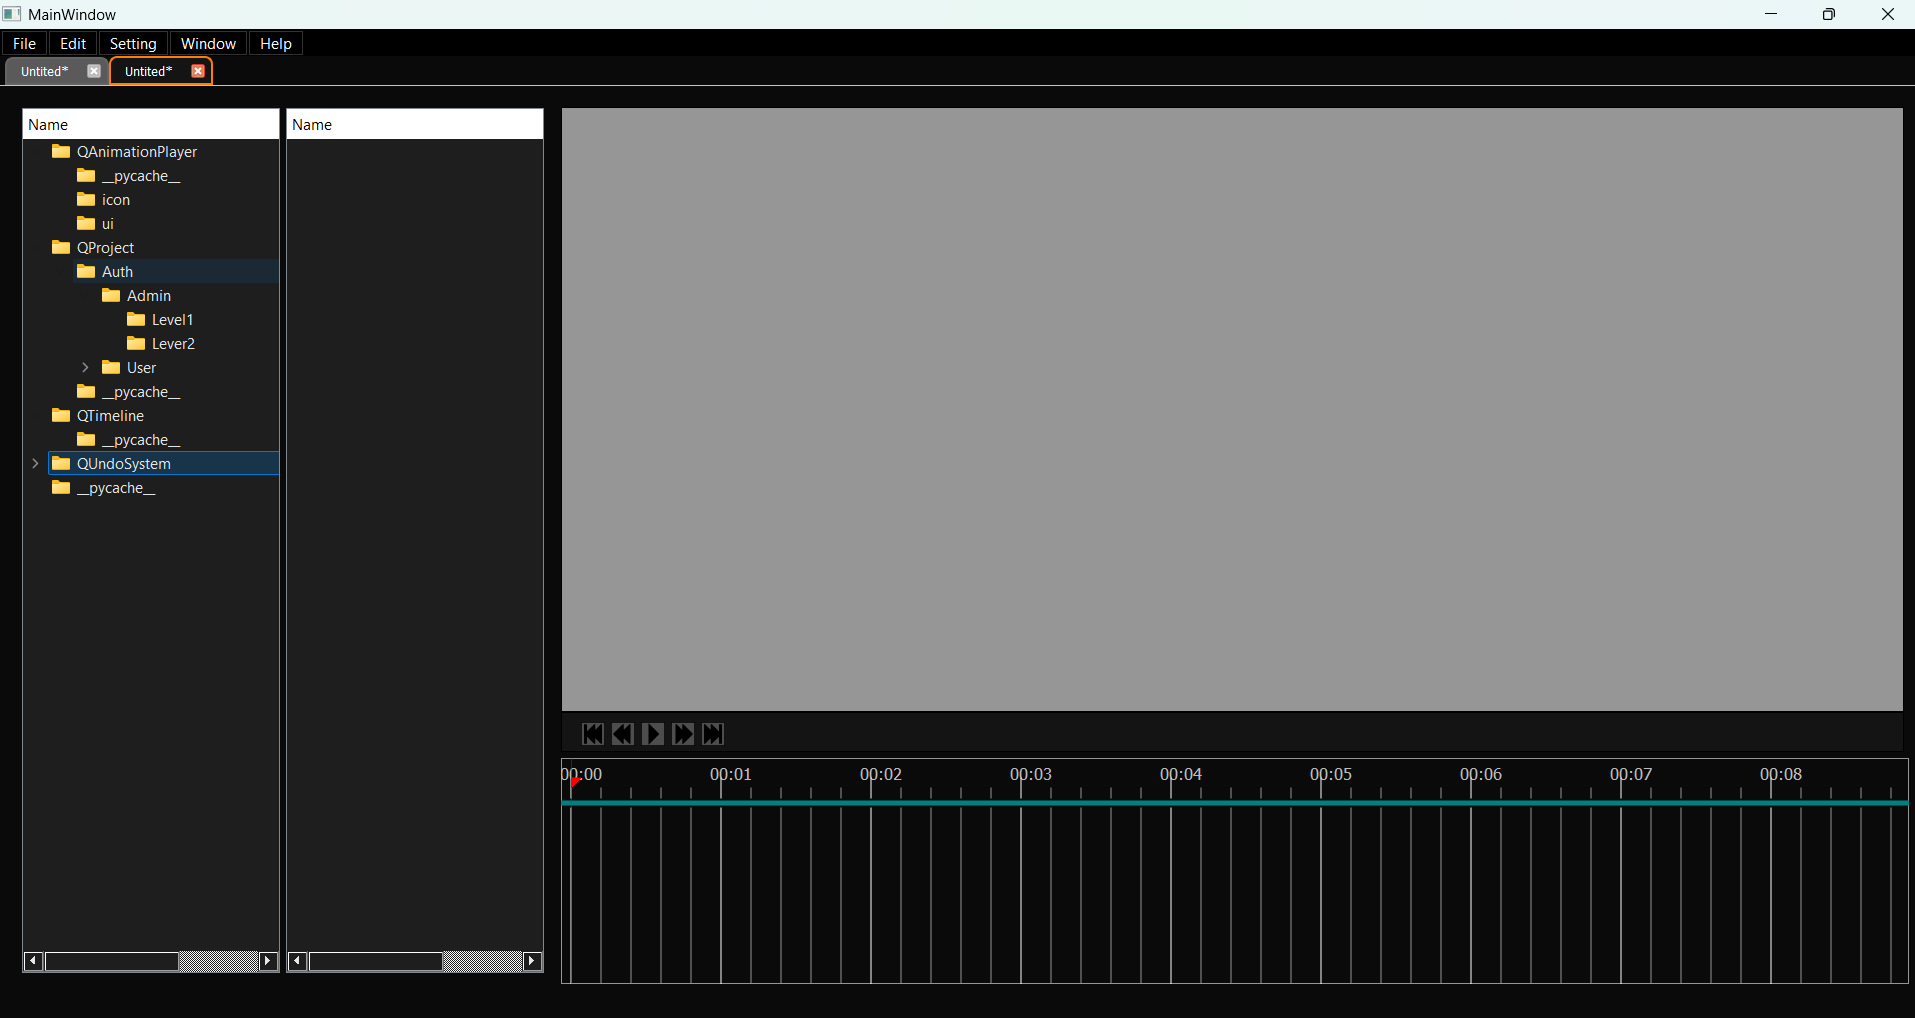 MainWindow
File Edit Setting Window Help
Untited* Untited*
Name
QAnimationPlayer
__pycache__
icon
ui
QProject
Auth
Admin
Level1
Lever2
User
__pycache__
QTimeline
__pycache__
QUndoSystem
__pycache__
Name
00:00 00:01 00:02 00:03 00:04 00:05 00:06 00:07 00:08